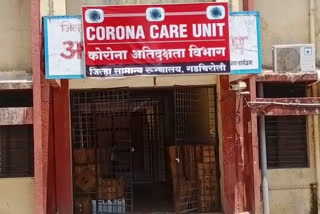 CORONA CARE UNIT
कोरोना अतिदक्षता विभाग
जिल्हा सामान्य रूग्णालय, गडचिरोली